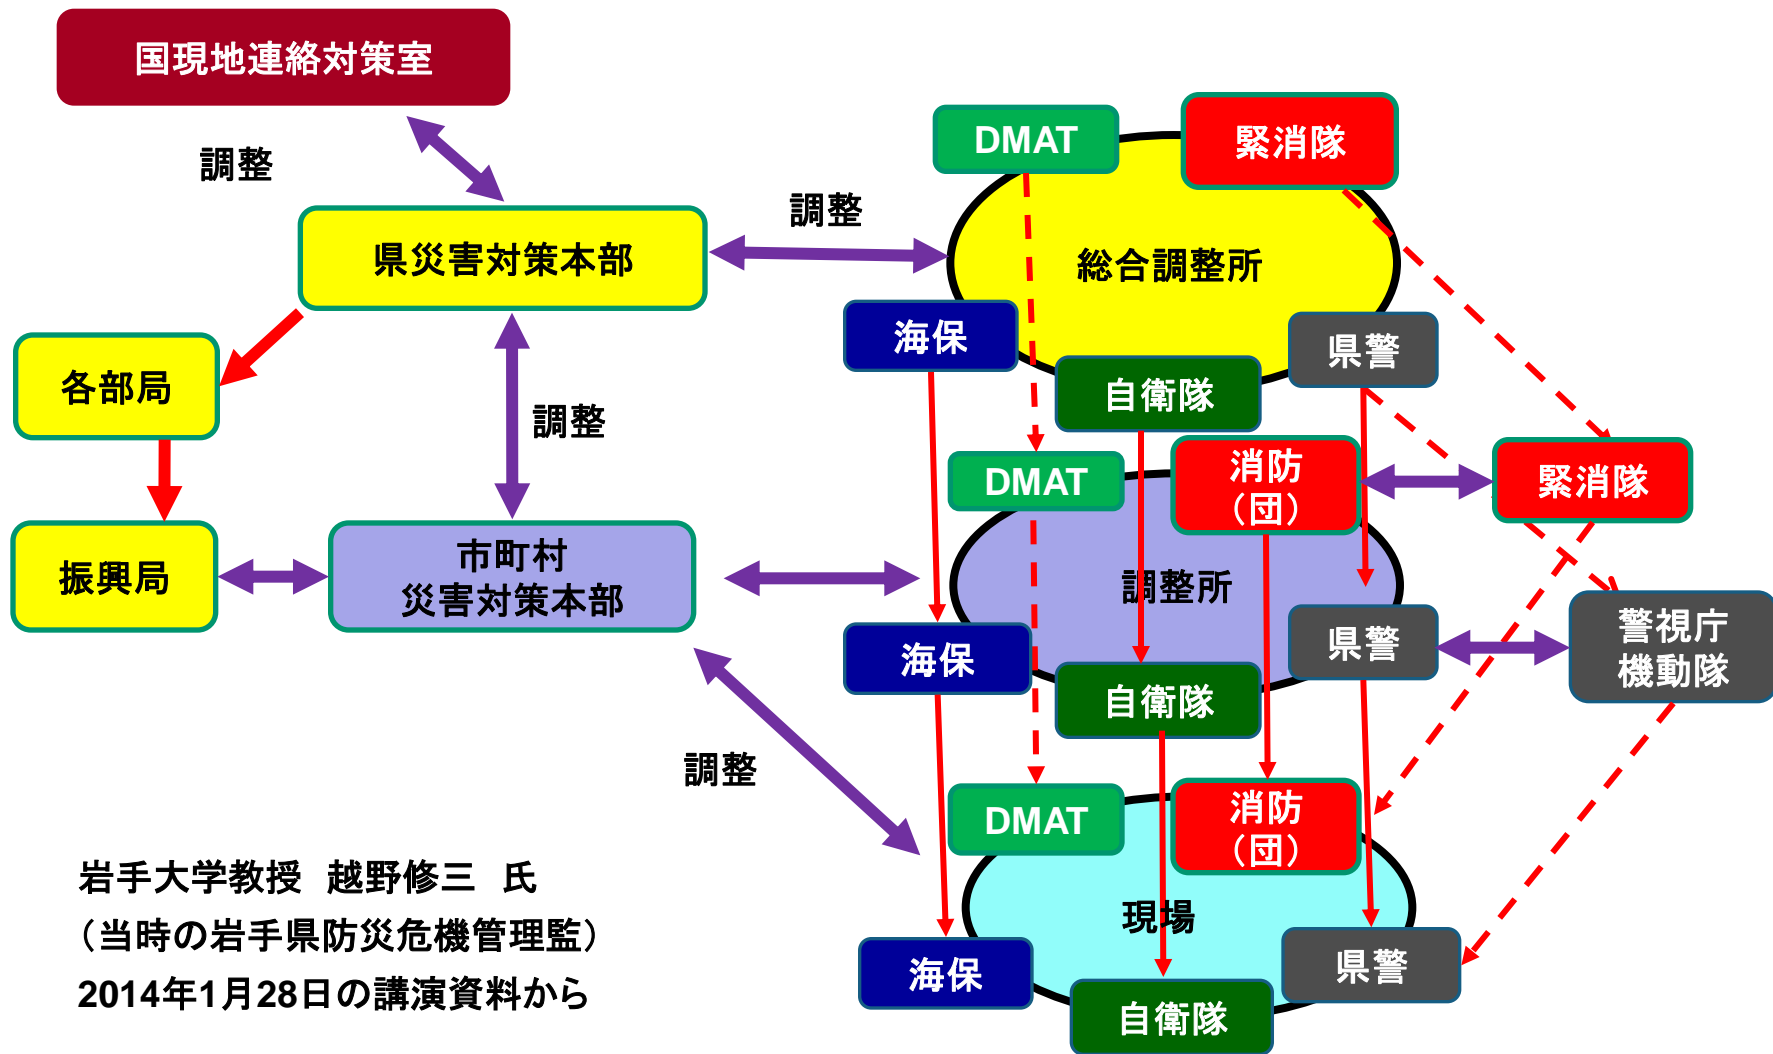 国現地連絡対策室
調整
DMAT
緊消隊
調整
県災害対策本部
総合調整所
海保
県警
各部局
自衛隊
調整
DMAT
消防
（団）
緊消隊
市町村
災害対策本部
振興局
調整所
海保
県警
警視庁
機動隊
自衛隊
調整
DMAT
消防
（団）
現場
海保
県警
自衛隊
岩手大学教授　越野修三　氏
（当時の岩手県防災危機管理監）
2014年1月28日の講演資料から